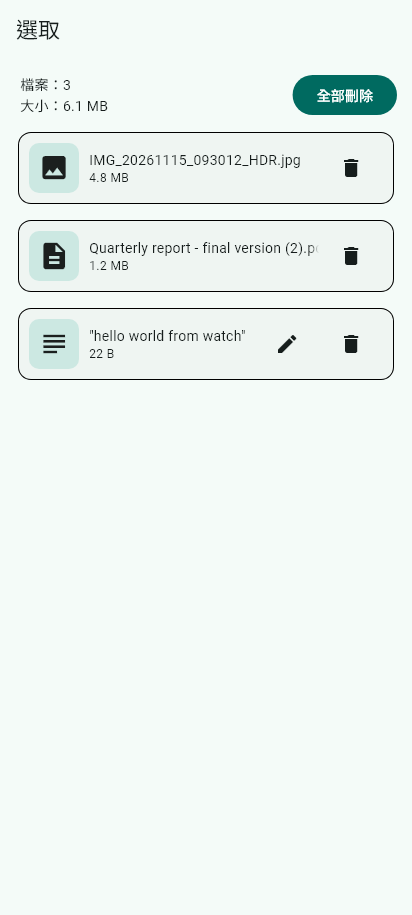 選取
檔案：3
大小：6.1 MB
全部刪除
IMG_20261115_093012_HDR.jpg
4.8 MB
Quarterly report - final version (2).p
1.2 MB
"hello world from watch"
22 B